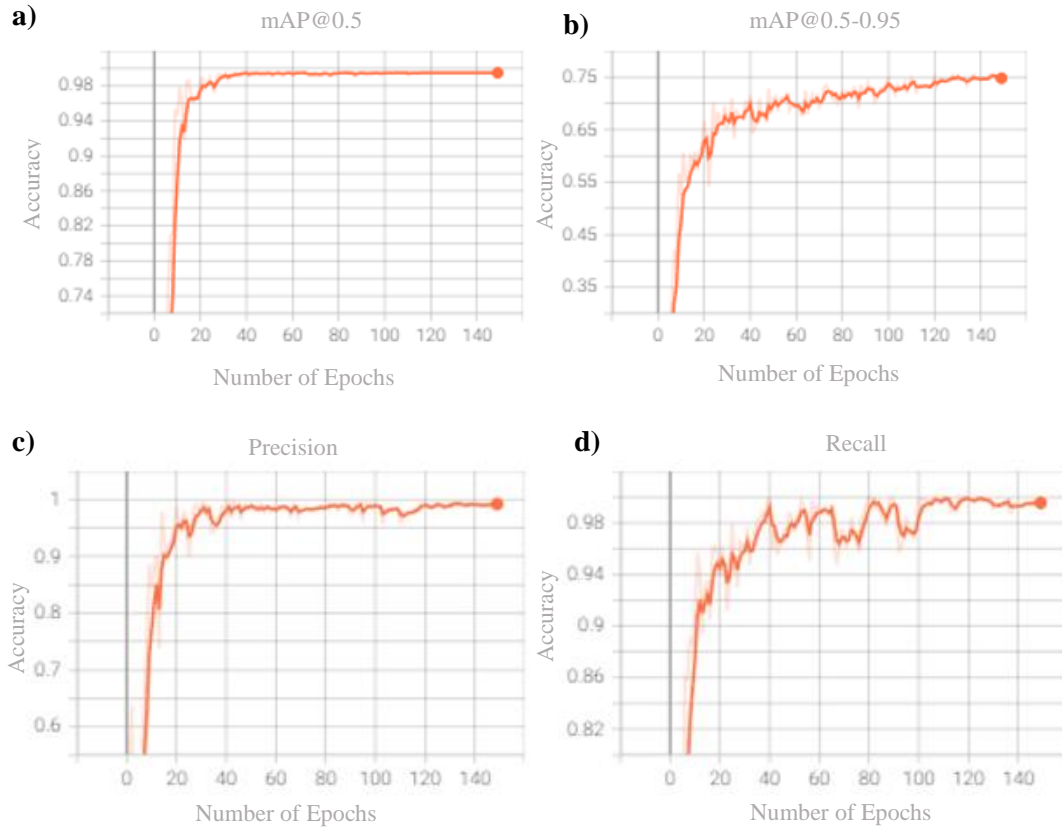 a) mAP@0.5
0.98
0.94
0.9
0.86
0.82
0.78
0.74
Accuracy
0 20 40 60 80 100 120 140
Number of Epochs
b) mAP@0.5-0.95
0.75
0.65
0.55
0.45
0.35
Accuracy
0 20 40 60 80 100 120 140
Number of Epochs
c) Precision
1
0.9
0.8
0.7
0.6
Accuracy
0 20 40 60 80 100 120 140
Number of Epochs
d) Recall
0.98
0.94
0.9
0.86
0.82
Accuracy
0 20 40 60 80 100 120 140
Number of Epochs